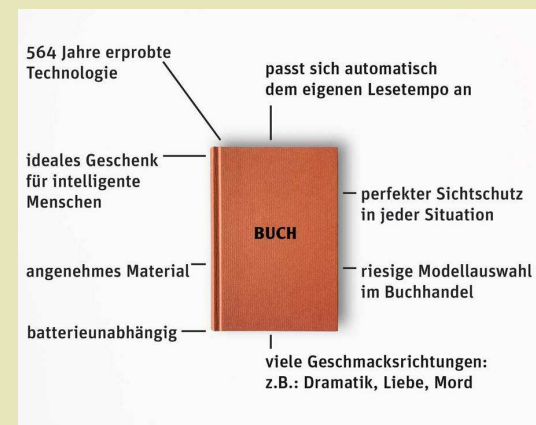 564 Jahre erprobte
Technologie
passt sich automatisch
dem eigenen Lesetempo an
ideales Geschenk
für intelligente
Menschen
perfekter Sichtschutz
in jeder Situation
BUCH
angenehmes Material
riesige Modellauswahl
im Buchhandel
batterieunabhängig
viele Geschmacksrichtungen:
z.B.: Dramatik, Liebe, Mord